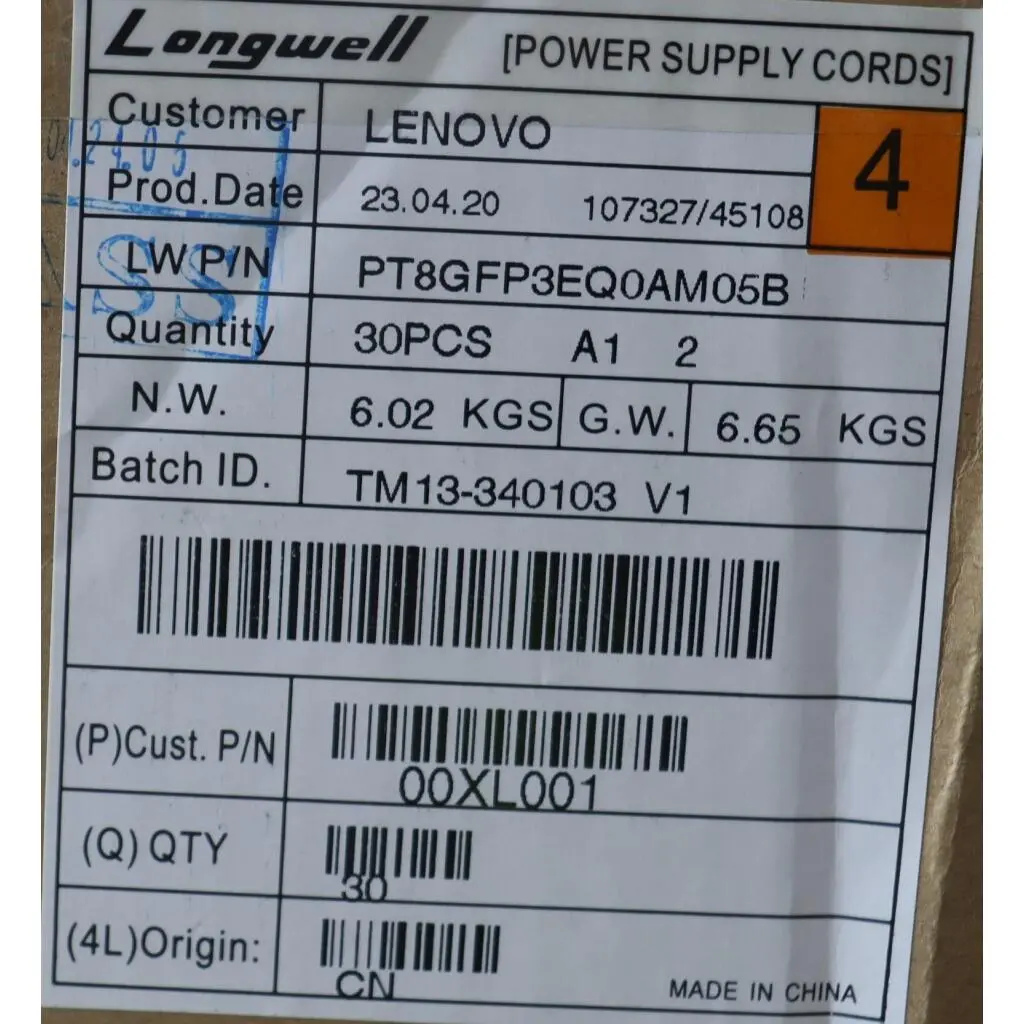 Longwell [POWER SUPPLY CORDS]
Customer LENOVO 4
Prod.Date 23.04.20 107327/45108
LW P/N PT8GFP3EQ0AM05B
Quantity 30PCS A1 2
N.W. 6.02 KGS G.W. 6.65 KGS
Batch ID. TM13-340103 V1
(P)Cust. P/N 00XL001
(Q) QTY 30
(4L)Origin: CN
MADE IN CHINA